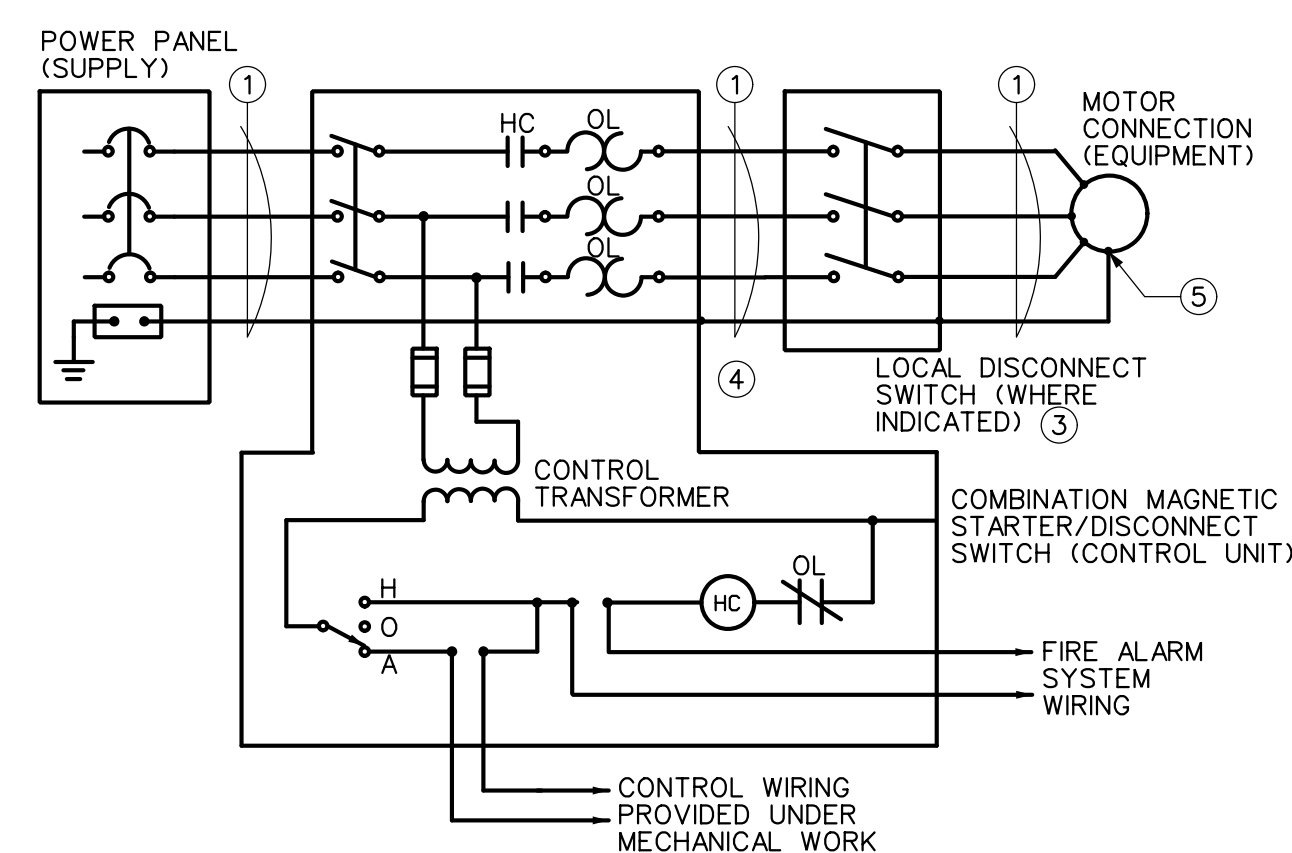 POWER PANEL
(SUPPLY)
1
HC
OL
OL
OL
1
1
MOTOR
CONNECTION
(EQUIPMENT)
5
4
LOCAL DISCONNECT
SWITCH (WHERE
INDICATED) 3
CONTROL
TRANSFORMER
COMBINATION MAGNETIC
STARTER/DISCONNECT
SWITCH (CONTROL UNIT)
H
O
A
HC
OL
FIRE ALARM
SYSTEM
WIRING
CONTROL WIRING
PROVIDED UNDER
MECHANICAL WORK